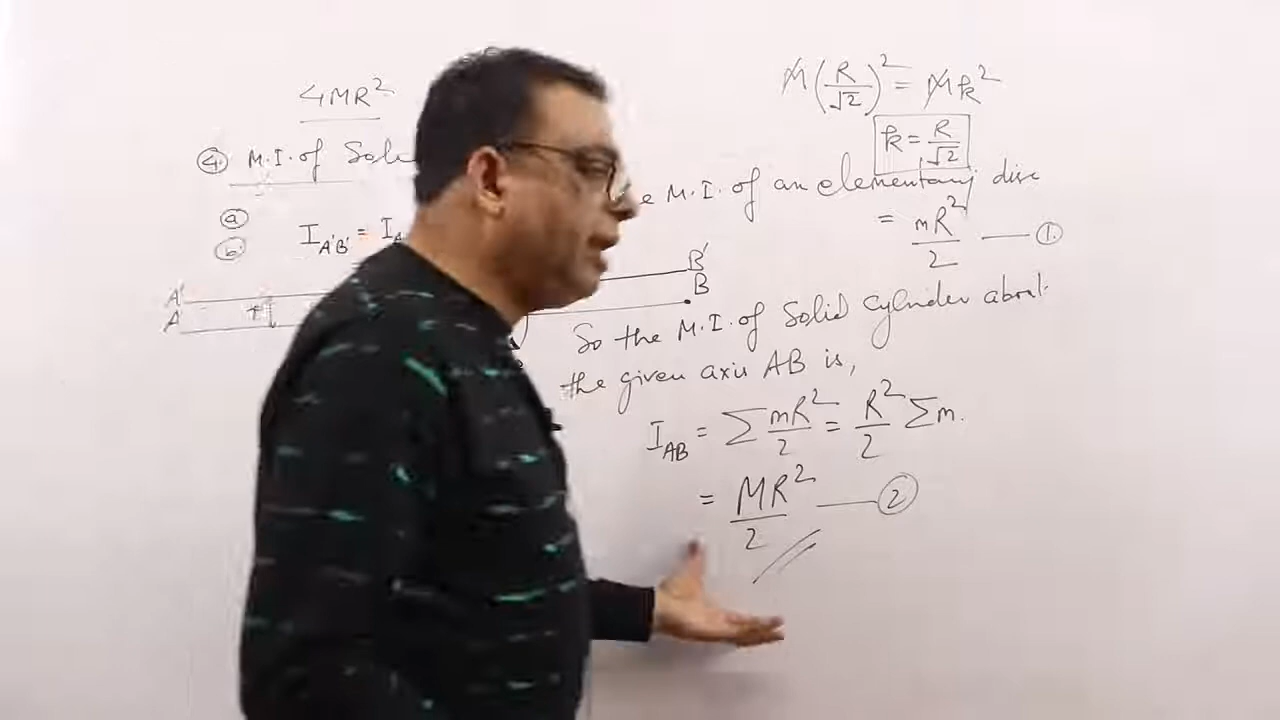 4MR²
④ M.I. of Soli
ⓐ
ⓑ I_A'B' = I_A
A'
A
B'
B
M(R/√2)² = Mk²
k = R/√2
M.I. of an elementary disc
= mR²/2 — ①
So the M.I. of Solid Cylinder about
the given axis AB is,
I_AB = Σ mR²/2 = R²/2 Σm.
= MR²/2 — ②